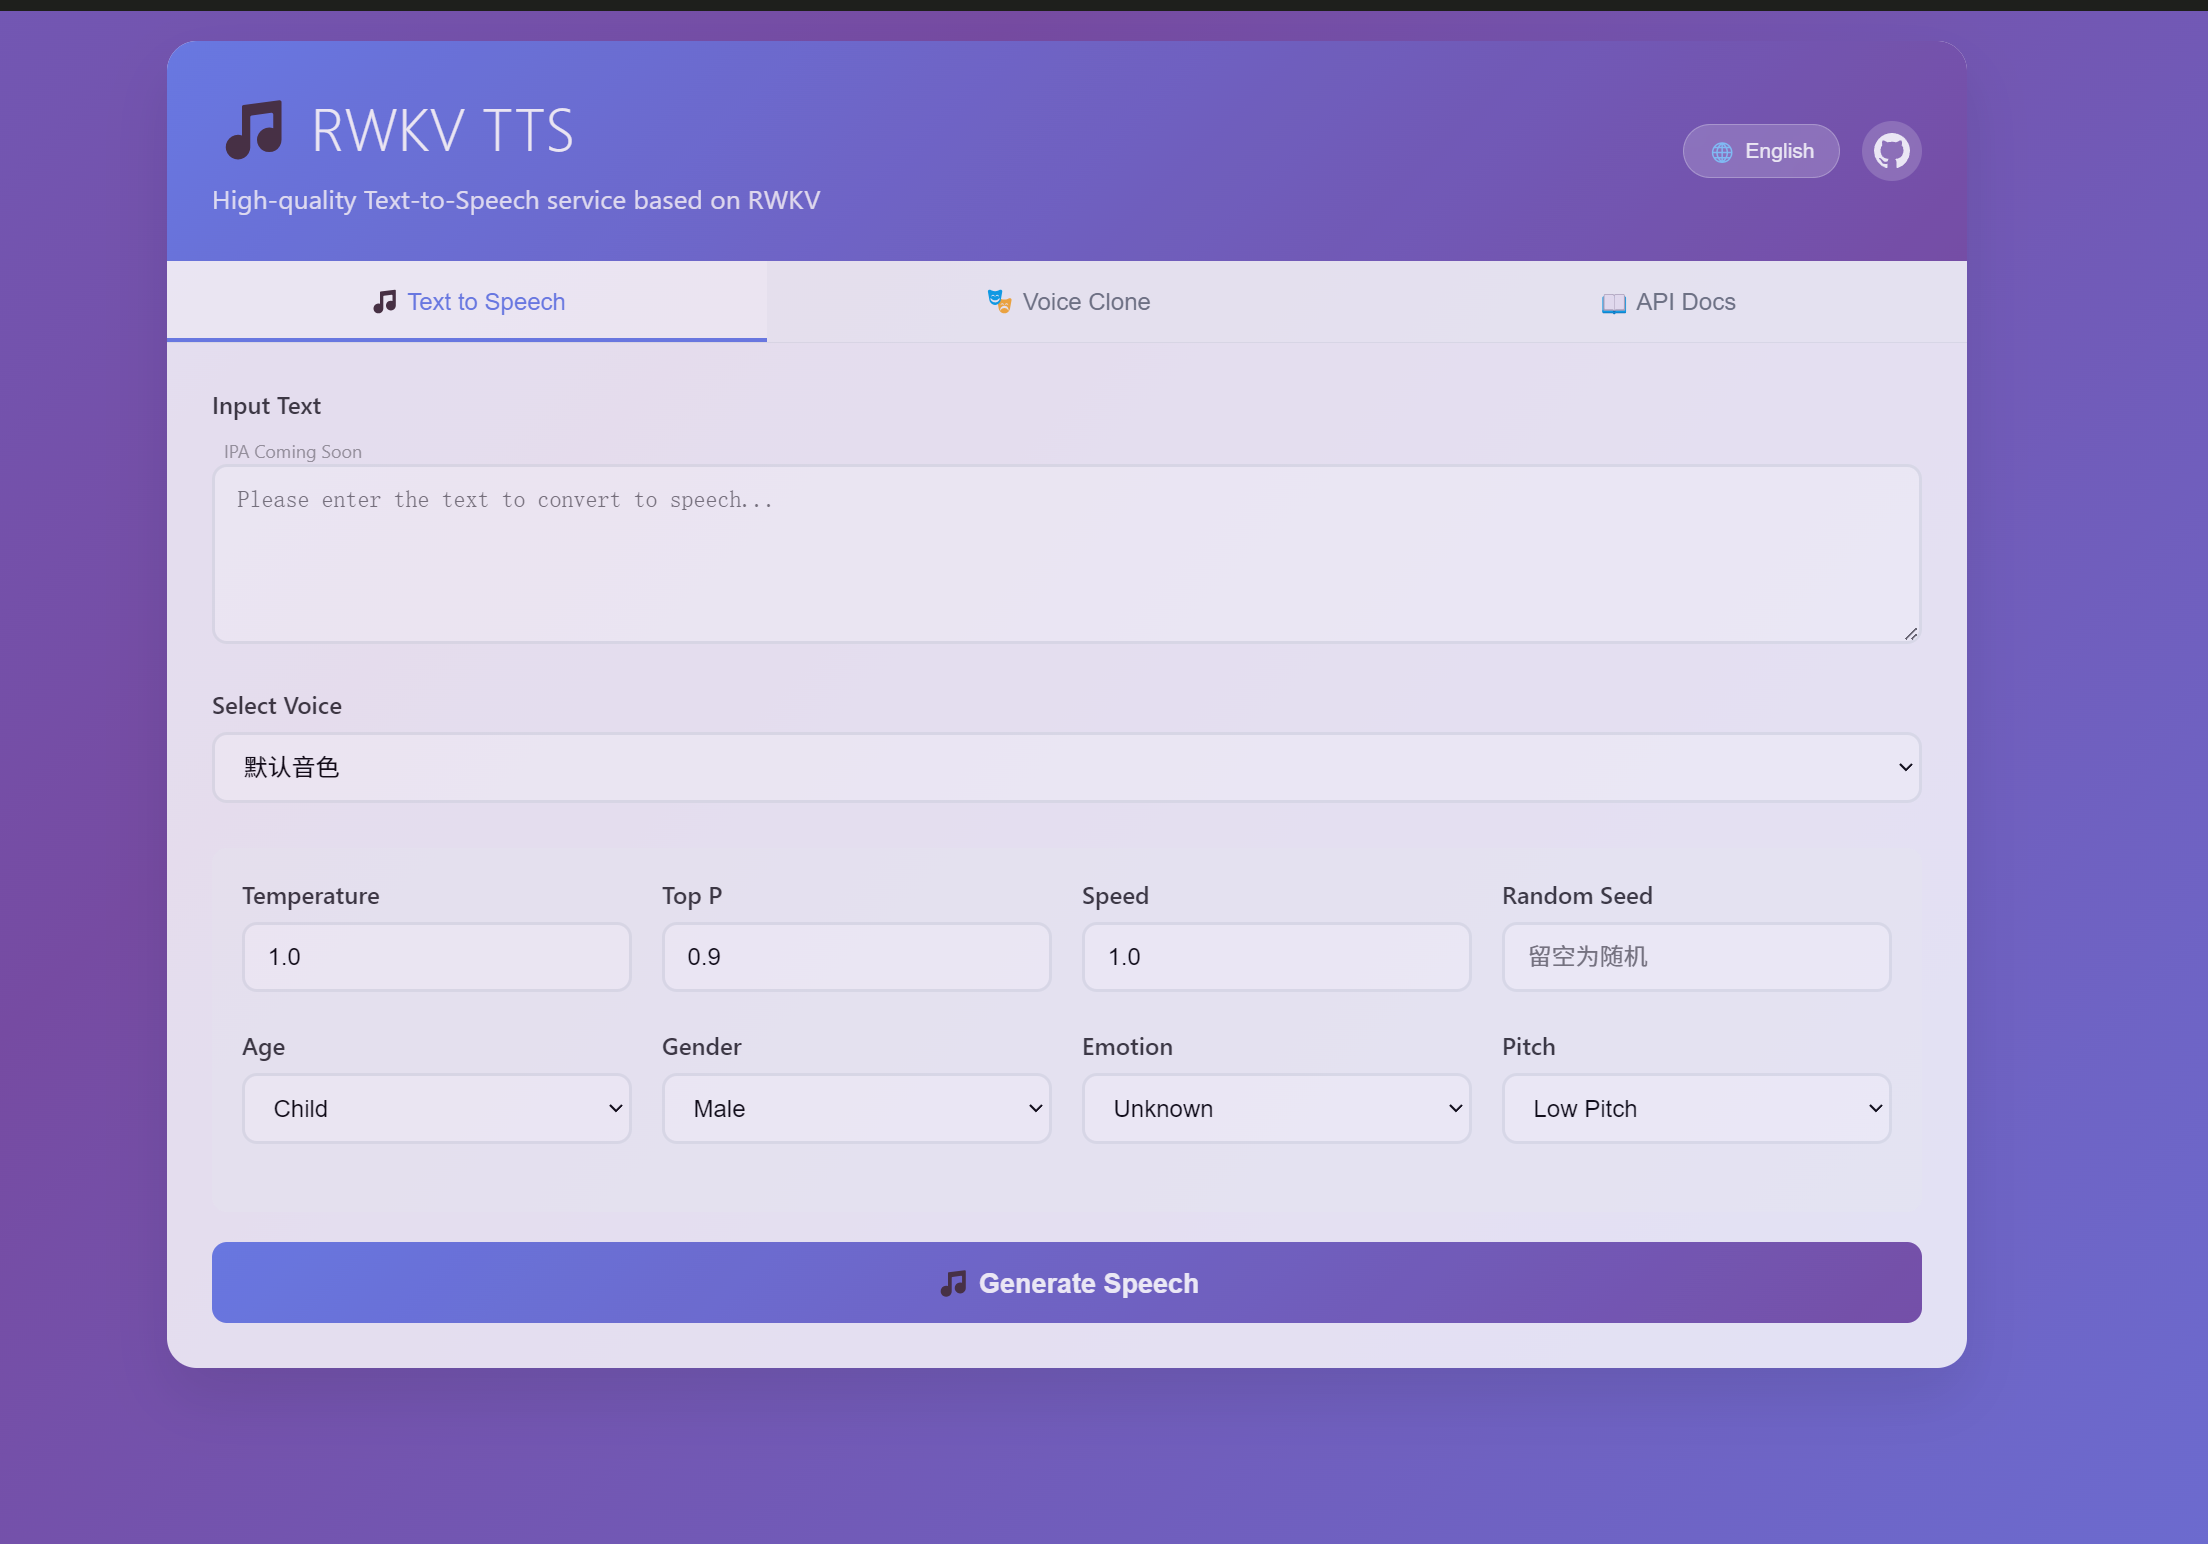 RWKV TTS
High-quality Text-to-Speech service based on RWKV
English
Text to Speech
Voice Clone
API Docs
Input Text
IPA Coming Soon
Please enter the text to convert to speech...
Select Voice
默认音色
Temperature
Top P
Speed
Random Seed
1.0
0.9
1.0
留空为随机
Age
Gender
Emotion
Pitch
Child
Male
Unknown
Low Pitch
Generate Speech